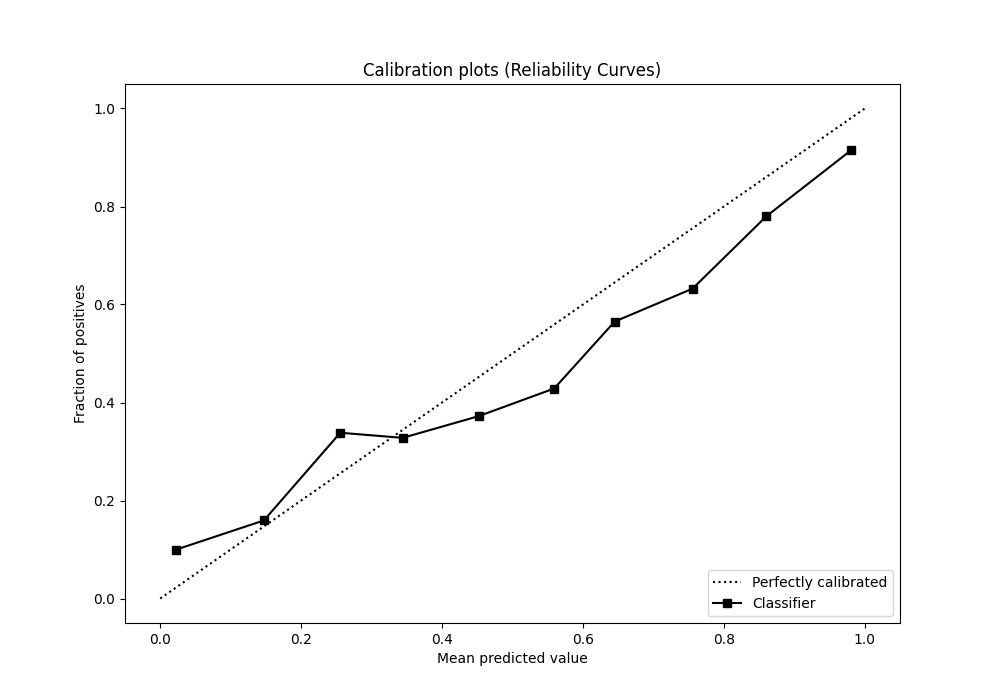 Calibration plots (Reliability Curves)
1.0
0.8
0.6
0.4
0.2
0.0
Fraction of positives
0.0 0.2 0.4 0.6 0.8 1.0
Mean predicted value
Perfectly calibrated
Classifier